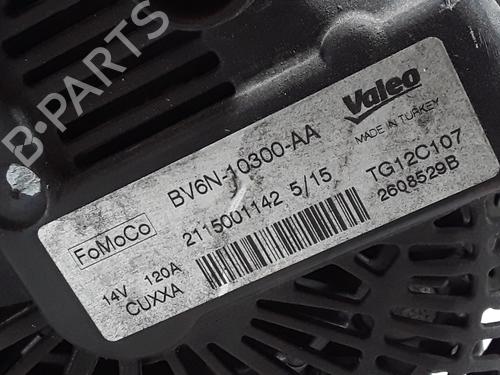 B-PARTS
Valeo
MADE IN TURKEY
BV6N-10300-AA
TG12C107
FoMoCo
2115001142 5/15
2608529B
14V 120A
CUXXA